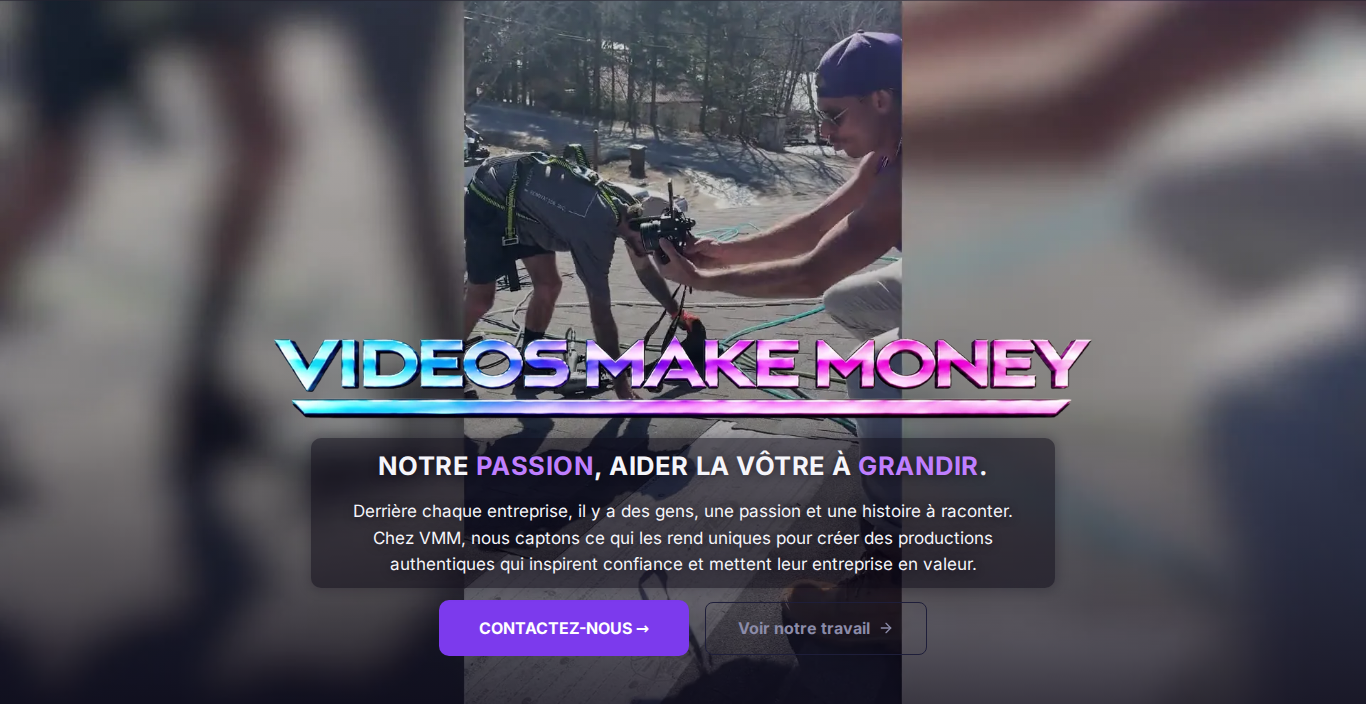 VIDEOS MAKE MONEY
NOTRE PASSION, AIDER LA VÔTRE À GRANDIR.
Derrière chaque entreprise, il y a des gens, une passion et une histoire à raconter.
Chez VMM, nous captons ce qui les rend uniques pour créer des productions
authentiques qui inspirent confiance et mettent leur entreprise en valeur.
CONTACTEZ-NOUS →
Voir notre travail →